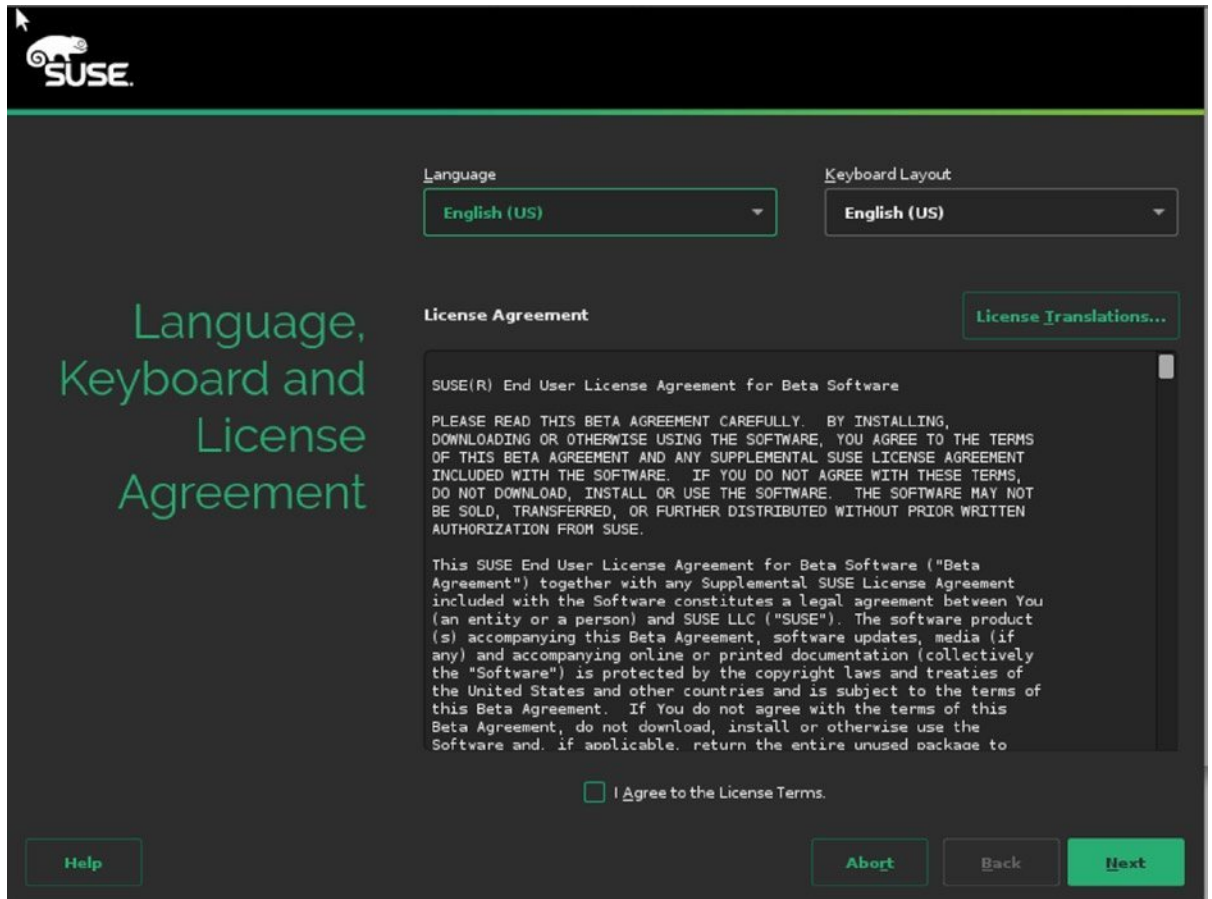 SUSE.
Language
Keyboard Layout
English (US)
English (US)
Language,
Keyboard and
License
Agreement
License Agreement
License Translations...
SUSE(R) End User License Agreement for Beta Software
PLEASE READ THIS BETA AGREEMENT CAREFULLY.  BY INSTALLING,
DOWNLOADING OR OTHERWISE USING THE SOFTWARE, YOU AGREE TO THE TERMS
OF THIS BETA AGREEMENT AND ANY SUPPLEMENTAL SUSE LICENSE AGREEMENT
INCLUDED WITH THE SOFTWARE.  IF YOU DO NOT AGREE WITH THESE TERMS,
DO NOT DOWNLOAD, INSTALL OR USE THE SOFTWARE.  THE SOFTWARE MAY NOT
BE SOLD, TRANSFERRED, OR FURTHER DISTRIBUTED WITHOUT PRIOR WRITTEN
AUTHORIZATION FROM SUSE.
This SUSE End User License Agreement for Beta Software ("Beta
Agreement") together with any Supplemental SUSE License Agreement
included with the Software constitutes a legal agreement between You
(an entity or a person) and SUSE LLC ("SUSE"). The software product
(s) accompanying this Beta Agreement, software updates, media (if
any) and accompanying online or printed documentation (collectively
the "Software") is protected by the copyright laws and treaties of
the United States and other countries and is subject to the terms of
this Beta Agreement.  If You do not agree with the terms of this
Beta Agreement, do not download, install or otherwise use the
Software and, if applicable, return the entire unused package to
I Agree to the License Terms.
Help
Abort
Back
Next